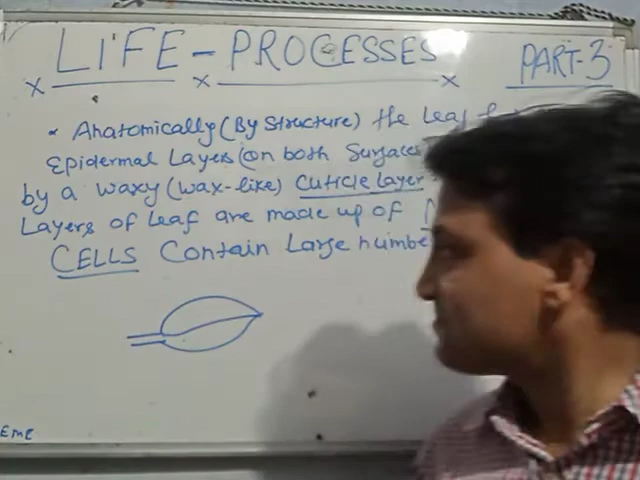 LIFE - PROCESSES
PART-3
Anatomically (By Structure) the Leaf
Epidermal Layers (on both Surfaces
by a waxy (wax-like) Cuticle Layer
Layers of Leaf are made up of
CELLS Contain Large number